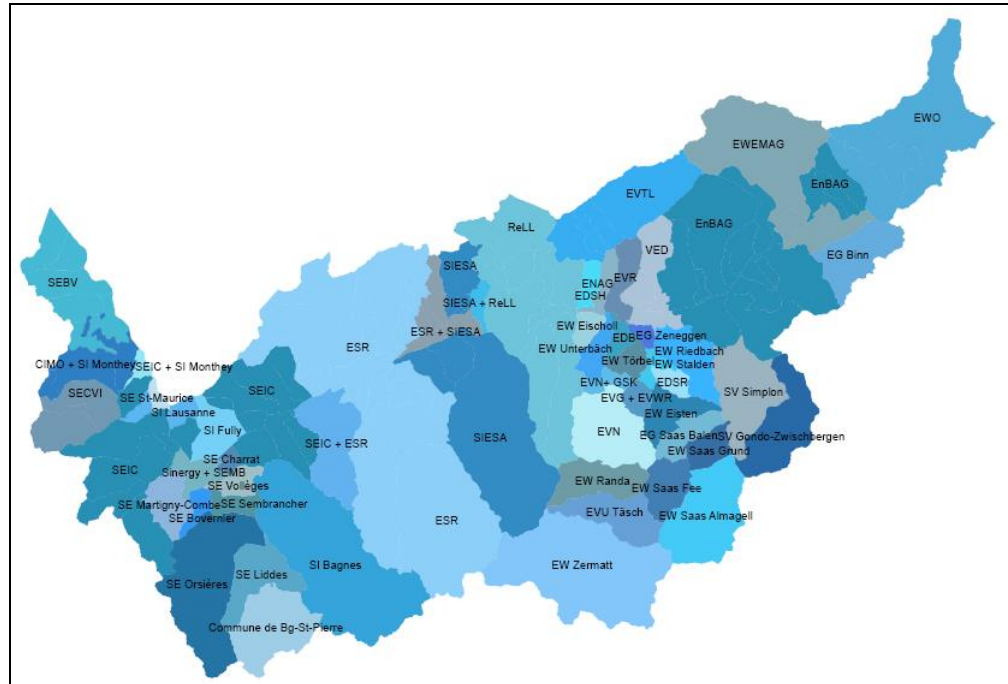 EWO
EWEMAG
EnBAG
EVTL
ReLL
EnBAG
VED
EG Binn
SIESA
EVR
SEBV
ENAG
EDSH
SIESA + ReLL
EW Eischoll
ESR + SIESA
EDB
EG Zeneggen
ESR
EW Unterbäch
EW Riedbach
EW Törbel
EW Stalden
CIMO + SI Monthey
SEIC + SI Monthey
EVN+ GSK
EDSR
SECVI
SEIC
SV Simplon
SE St-Maurice
EVG + EVWR
SI Lausanne
EW Eisten
SI Fully
EVN
SIESA
EG Saas Balen
SV Gondo-Zwischbergen
SEIC + ESR
EW Saas Grund
SE Charrat
SEIC
Sinergy + SEMB
SE Vollèges
EW Randa
EW Saas Fee
SE Martigny-Combe
SE Sembrancher
EVU Täsch
EW Saas Almagell
SE Bovernier
ESR
SI Bagnes
EW Zermatt
SE Liddes
SE Orsières
Commune de Bg-St-Pierre